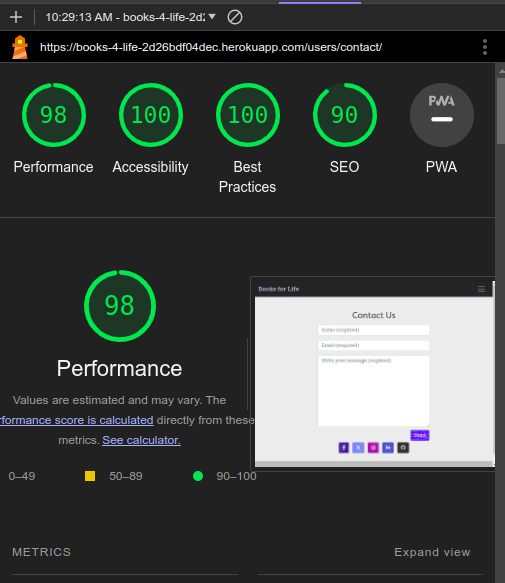 10:29:13 AM - books-4-life-2d2
https://books-4-life-2d26bdf04dec.herokuapp.com/users/contact/
98 100 100 90 PWA
Performance Accessibility Best Practices SEO PWA
98
Performance
Books for Life
Contact Us
Name (required)
Email (required)
Write your message (required)
Send
Values are estimated and may vary. The
rformance score is calculated directly from these
metrics. See calculator.
0–49 50–89 90–100
METRICS Expand view